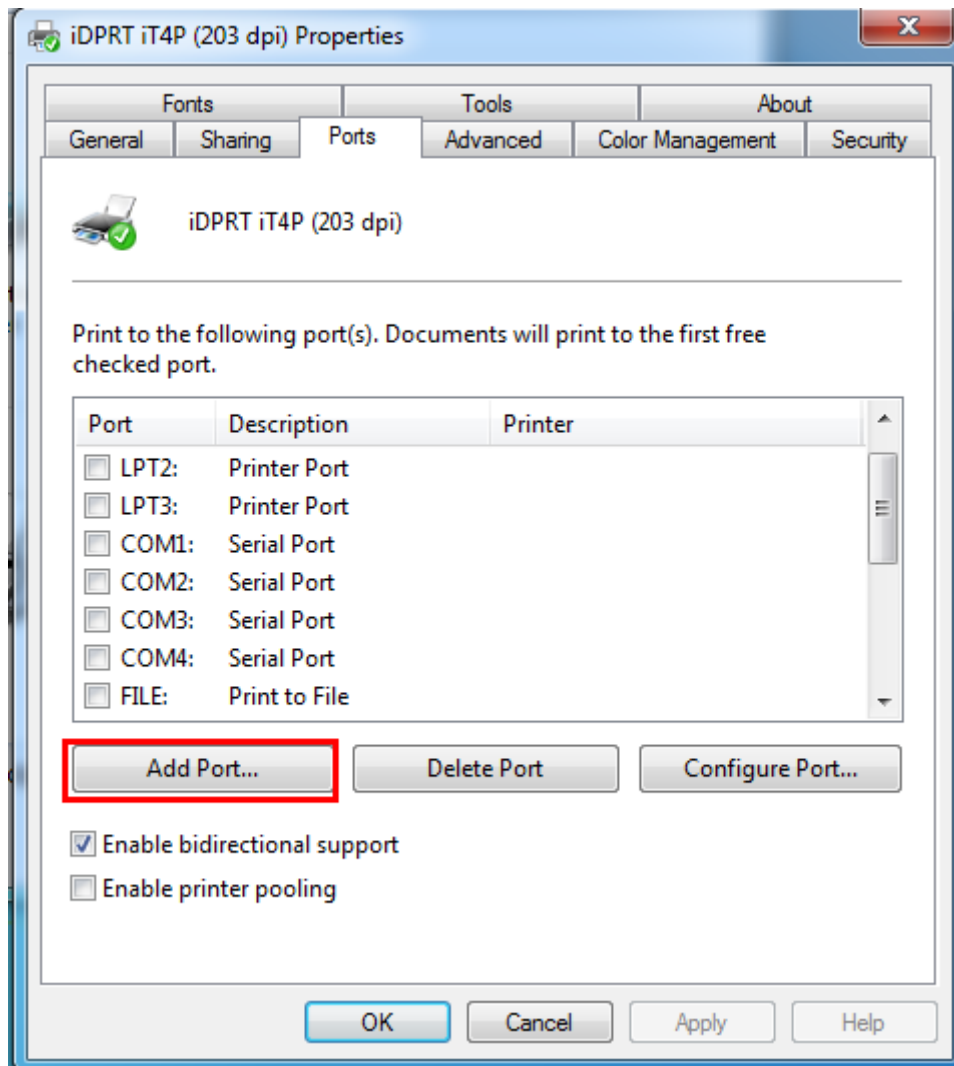 iDPRT iT4P (203 dpi) Properties
Fonts Tools About
General Sharing Ports Advanced Color Management Security
iDPRT iT4P (203 dpi)
Print to the following port(s). Documents will print to the first free
checked port.
Port Description Printer
LPT2: Printer Port
LPT3: Printer Port
COM1: Serial Port
COM2: Serial Port
COM3: Serial Port
COM4: Serial Port
FILE: Print to File
Add Port... Delete Port Configure Port...
Enable bidirectional support
Enable printer pooling
OK Cancel Apply Help